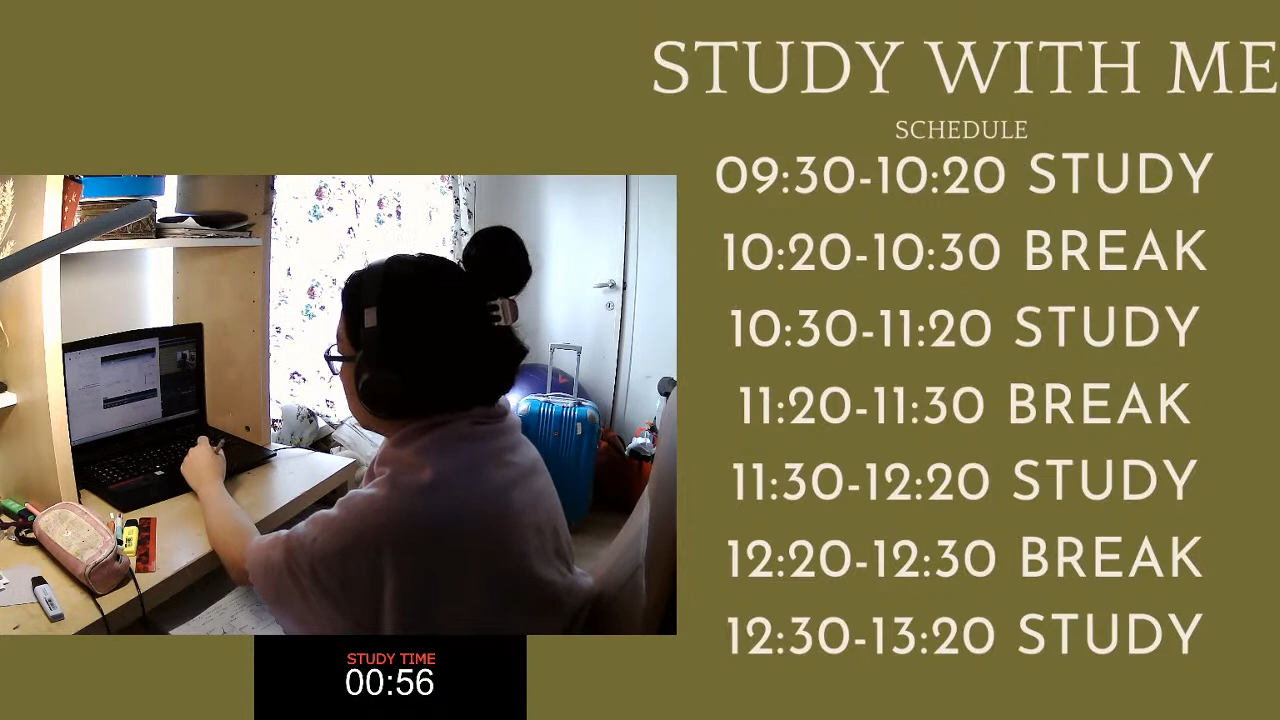 STUDY WITH ME
SCHEDULE
09:30-10:20 STUDY
10:20-10:30 BREAK
10:30-11:20 STUDY
11:20-11:30 BREAK
11:30-12:20 STUDY
12:20-12:30 BREAK
12:30-13:20 STUDY
STUDY TIME
00:56